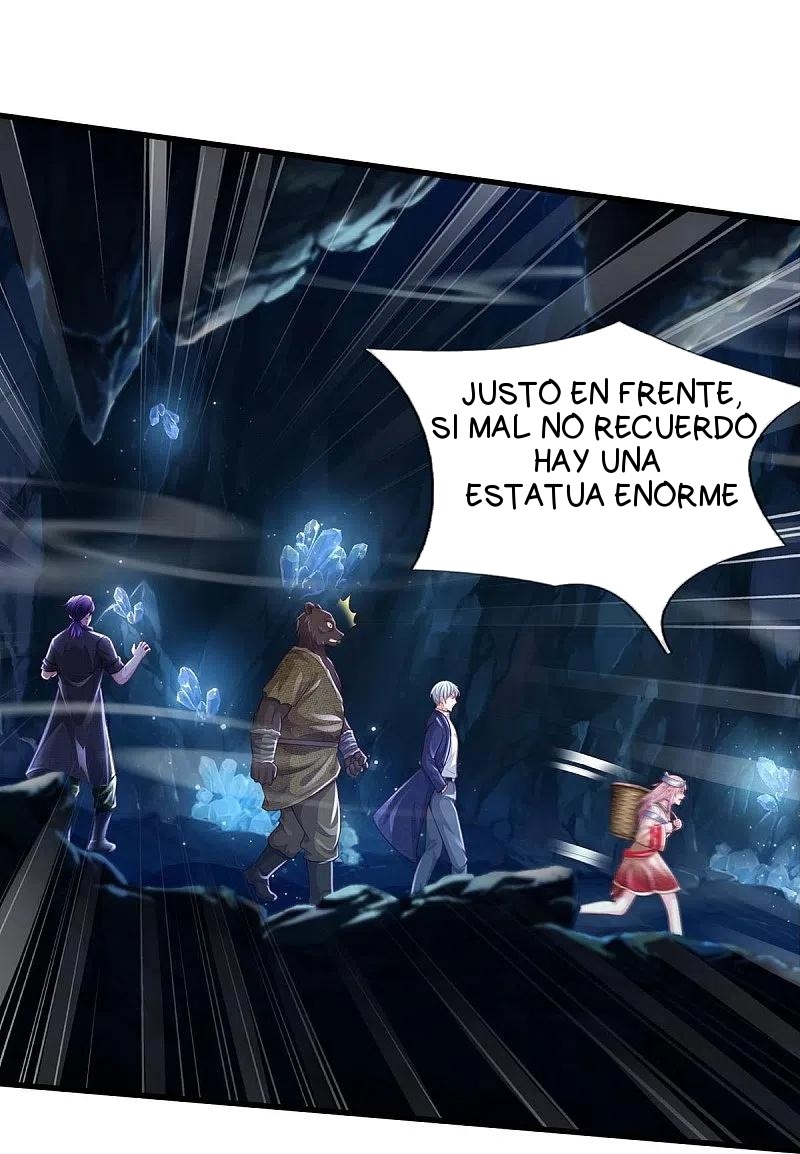 JUSTO EN FRENTE,
SI MAL NO RECUERDO,
HAY UNA
ESTATUA ENORME